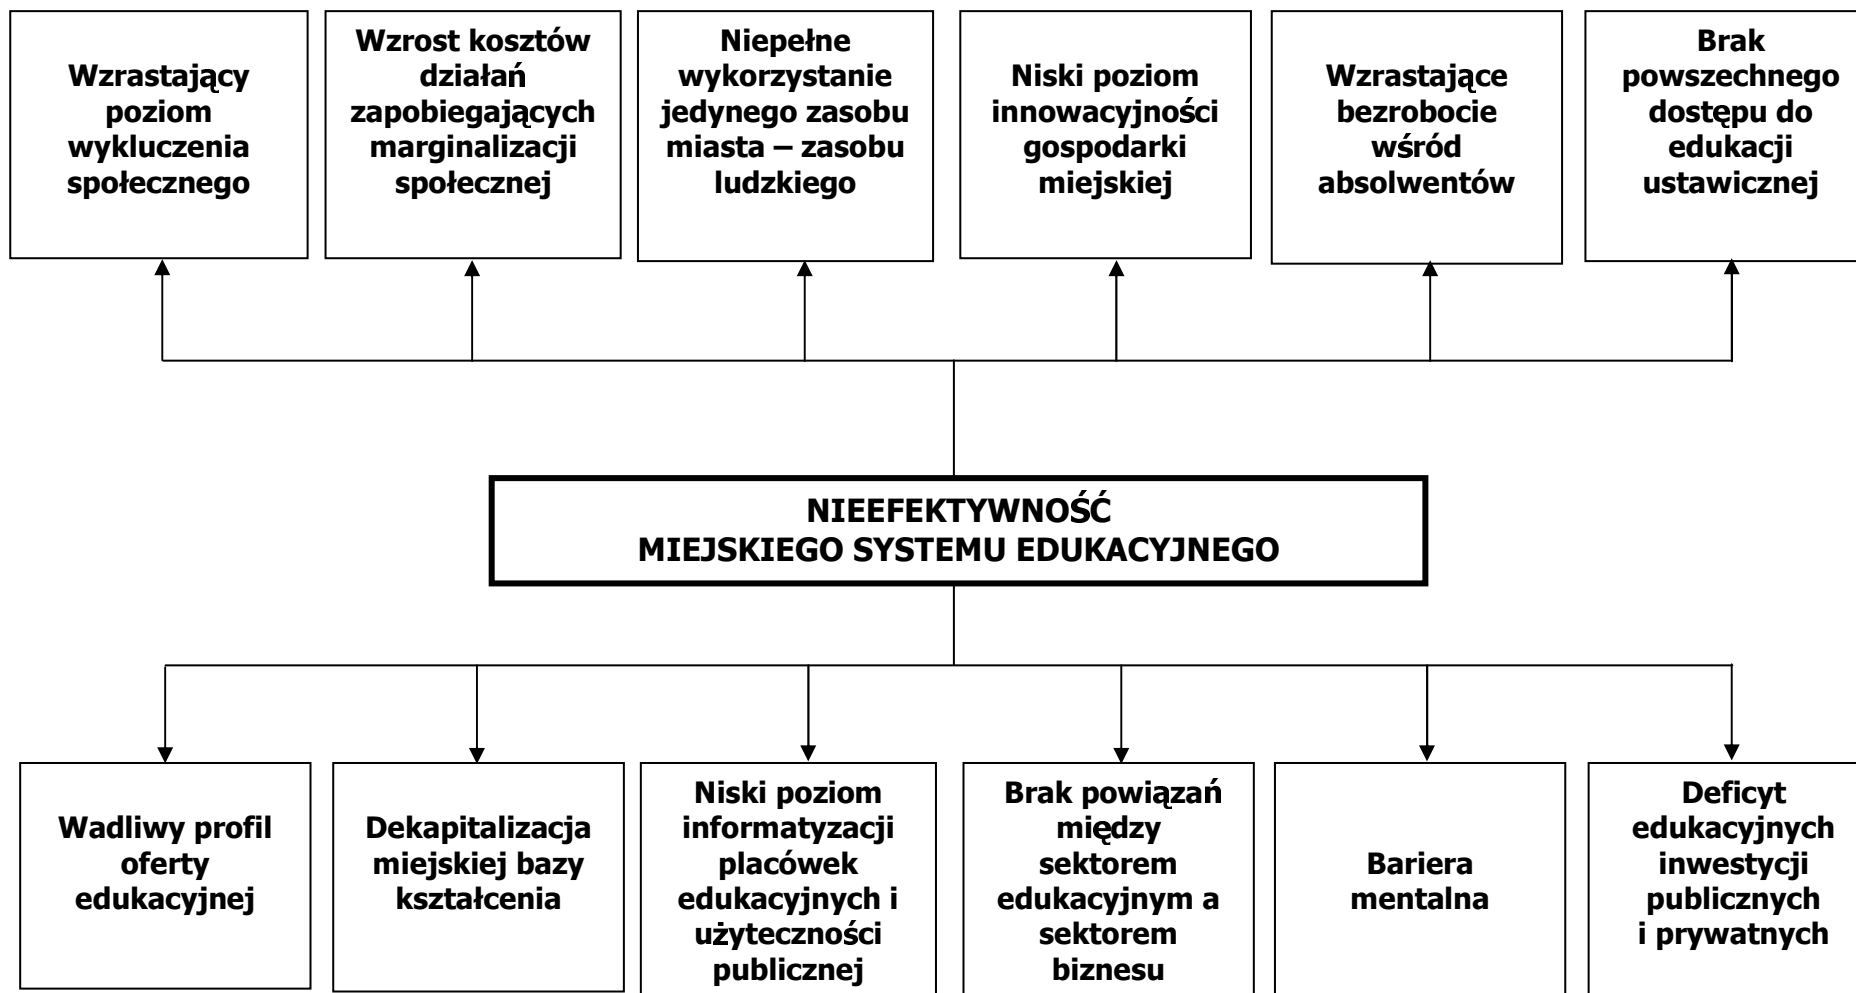 Wzrastający
poziom
wykluczenia
społecznego
Wzrost kosztów
działań
zapobiegających
marginalizacji
społecznej
Niepełne
wykorzystanie
jedynego zasobu
miasta – zasobu
ludzkiego
Niski poziom
innowacyjności
gospodarki
miejskiej
Wzrastające
bezrobocie
wśród
absolwentów
Brak
powszechnego
dostępu do
edukacji
ustawicznej
NIEEFEKTYWNOŚĆ
MIEJSKIEGO SYSTEMU EDUKACYJNEGO
Wadliwy profil
oferty
edukacyjnej
Dekapitalizacja
miejskiej bazy
kształcenia
Niski poziom
informatyzacji
placówek
edukacyjnych i
użyteczności
publicznej
Brak powiązań
między
sektorem
edukacyjnym a
sektorem
biznesu
Bariera
mentalna
Deficyt
edukacyjnych
inwestycji
publicznych
i prywatnych